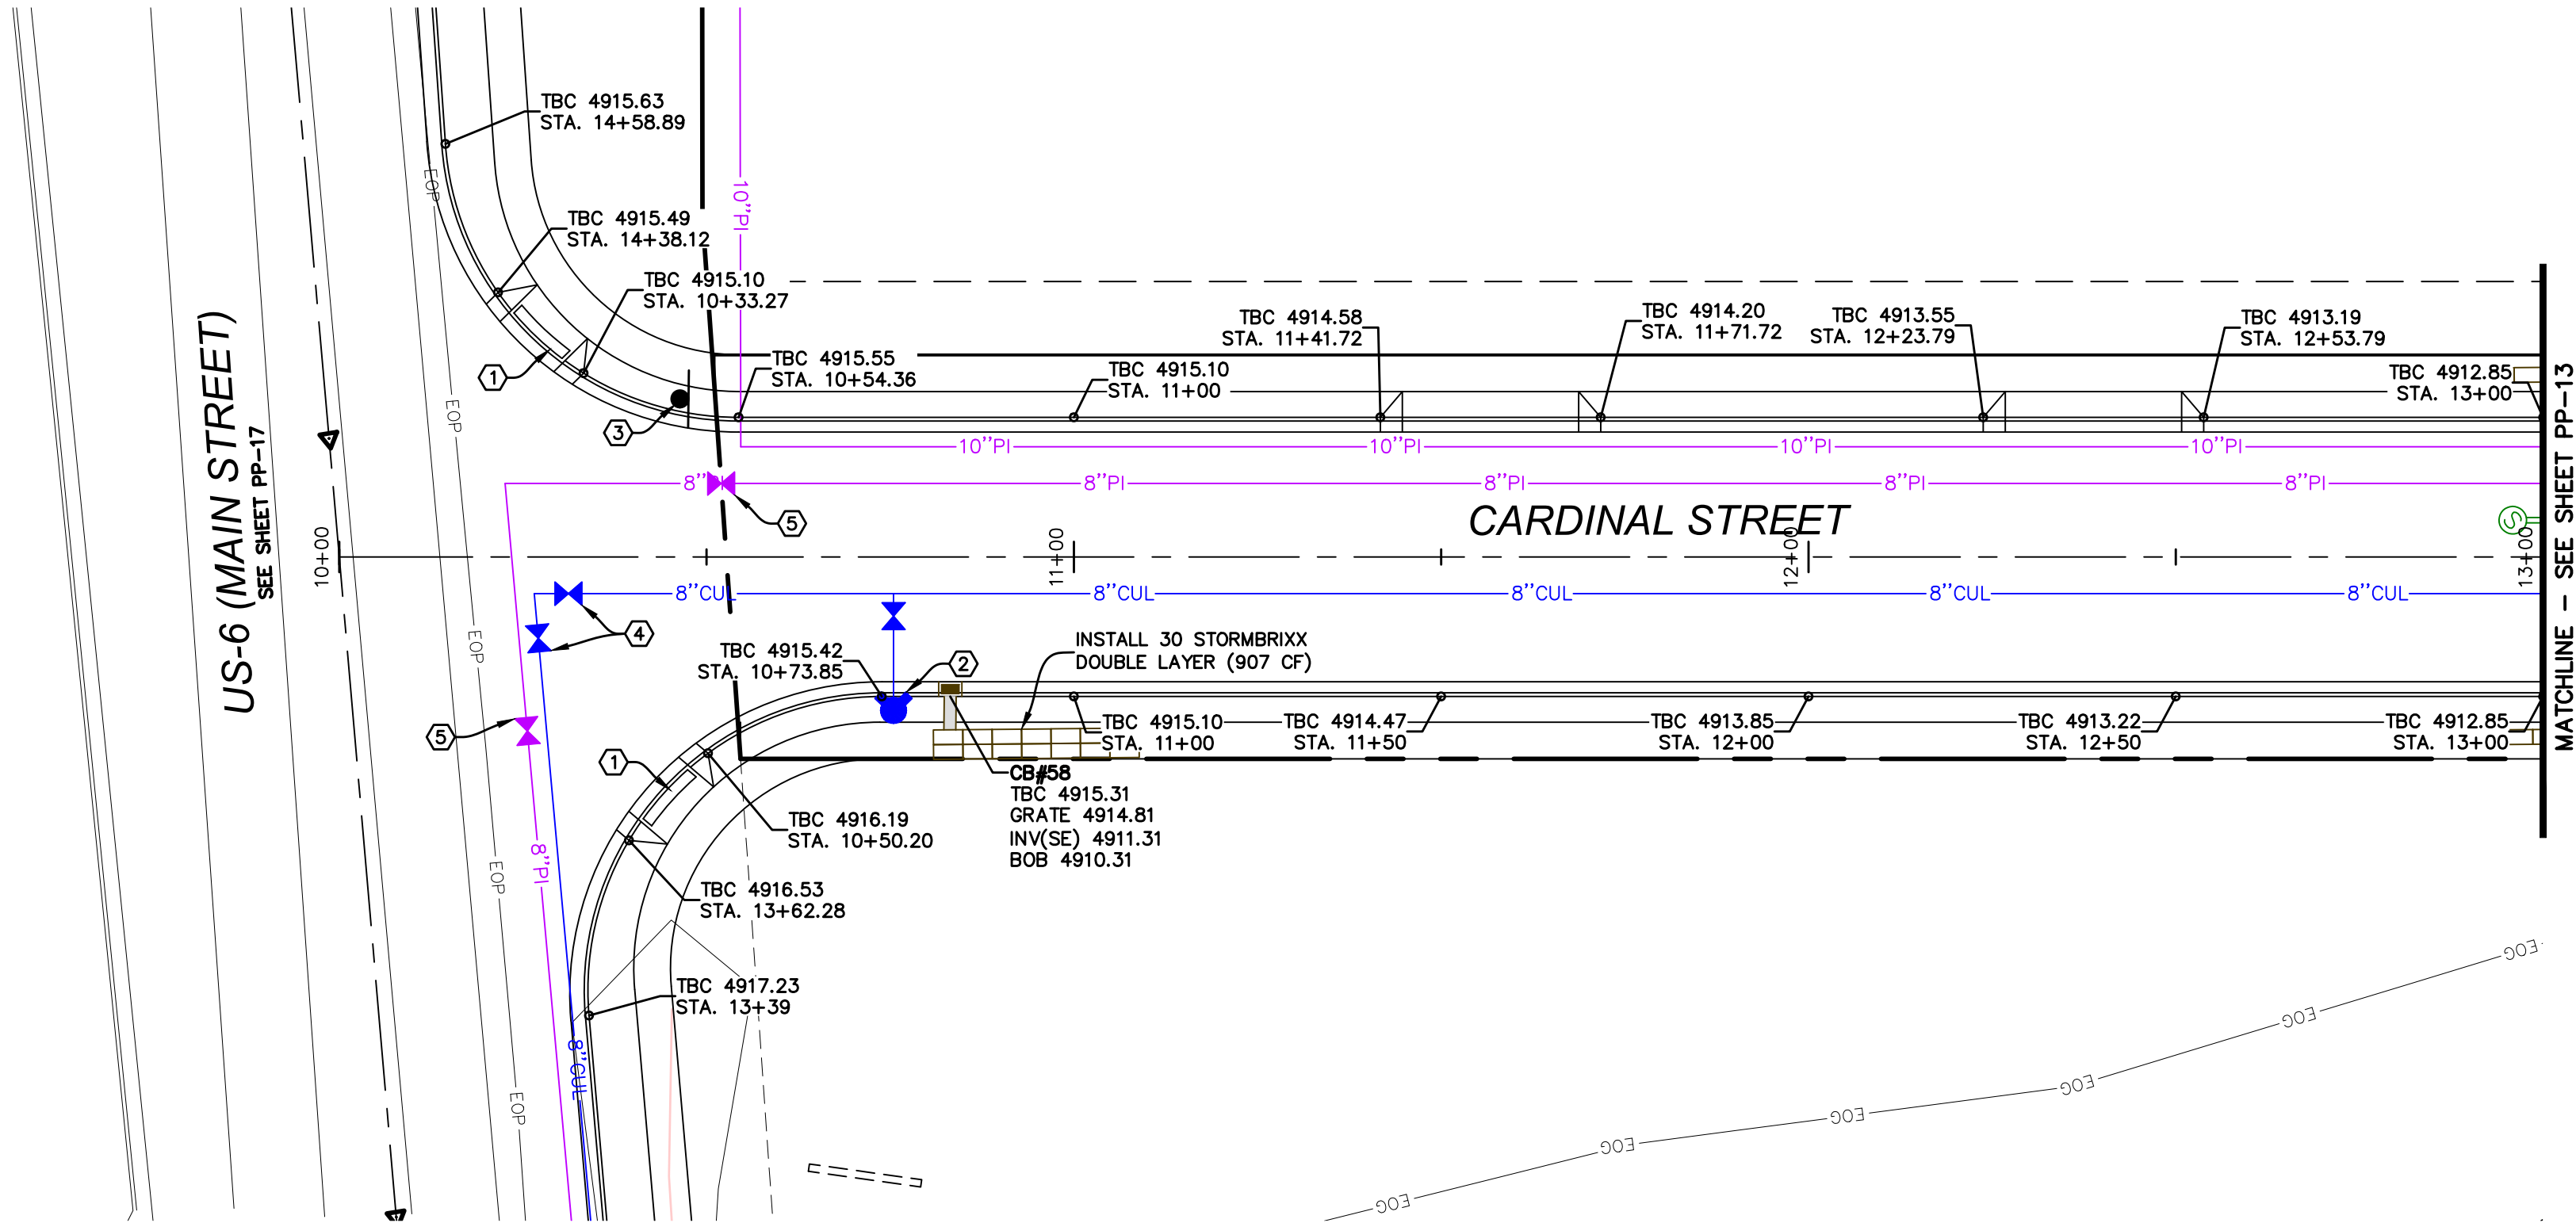 TBC 4915.63
STA. 14+58.89
TBC 4915.49
STA. 14+38.12
TBC 4915.10
STA. 10+33.27
TBC 4915.55
STA. 10+54.36
TBC 4915.10
STA. 11+00
TBC 4914.58
STA. 11+41.72
TBC 4914.20
STA. 11+71.72
TBC 4913.55
STA. 12+23.79
TBC 4913.19
STA. 12+53.79
TBC 4912.85
STA. 13+00
10"PI
EOP
1
3
10"PI
10"PI
10"PI
10"PI
8"PI
8"PI
8"PI
8"PI
8"PI
5
CARDINAL STREET
US-6 (MAIN STREET)
SEE SHEET PP-17
10+00
11+00
12+00
13+00
S
MATCHLINE - SEE SHEET PP-13
EOP
EOP
EOP
EOP
8"CUL
8"CUL
8"CUL
8"CUL
8"CUL
4
2
INSTALL 30 STORMBRIXX
DOUBLE LAYER (907 CF)
TBC 4915.42
STA. 10+73.85
TBC 4915.10
STA. 11+00
TBC 4914.47
STA. 11+50
TBC 4913.85
STA. 12+00
TBC 4913.22
STA. 12+50
TBC 4912.85
STA. 13+00
5
1
CB#58
TBC 4915.31
GRATE 4914.81
INV(SE) 4911.31
BOB 4910.31
TBC 4916.19
STA. 10+50.20
TBC 4916.53
STA. 13+62.28
TBC 4917.23
STA. 13+39
8"PI
8"CUL
EOG
EOG
EOG
EOG
EOG
EOG